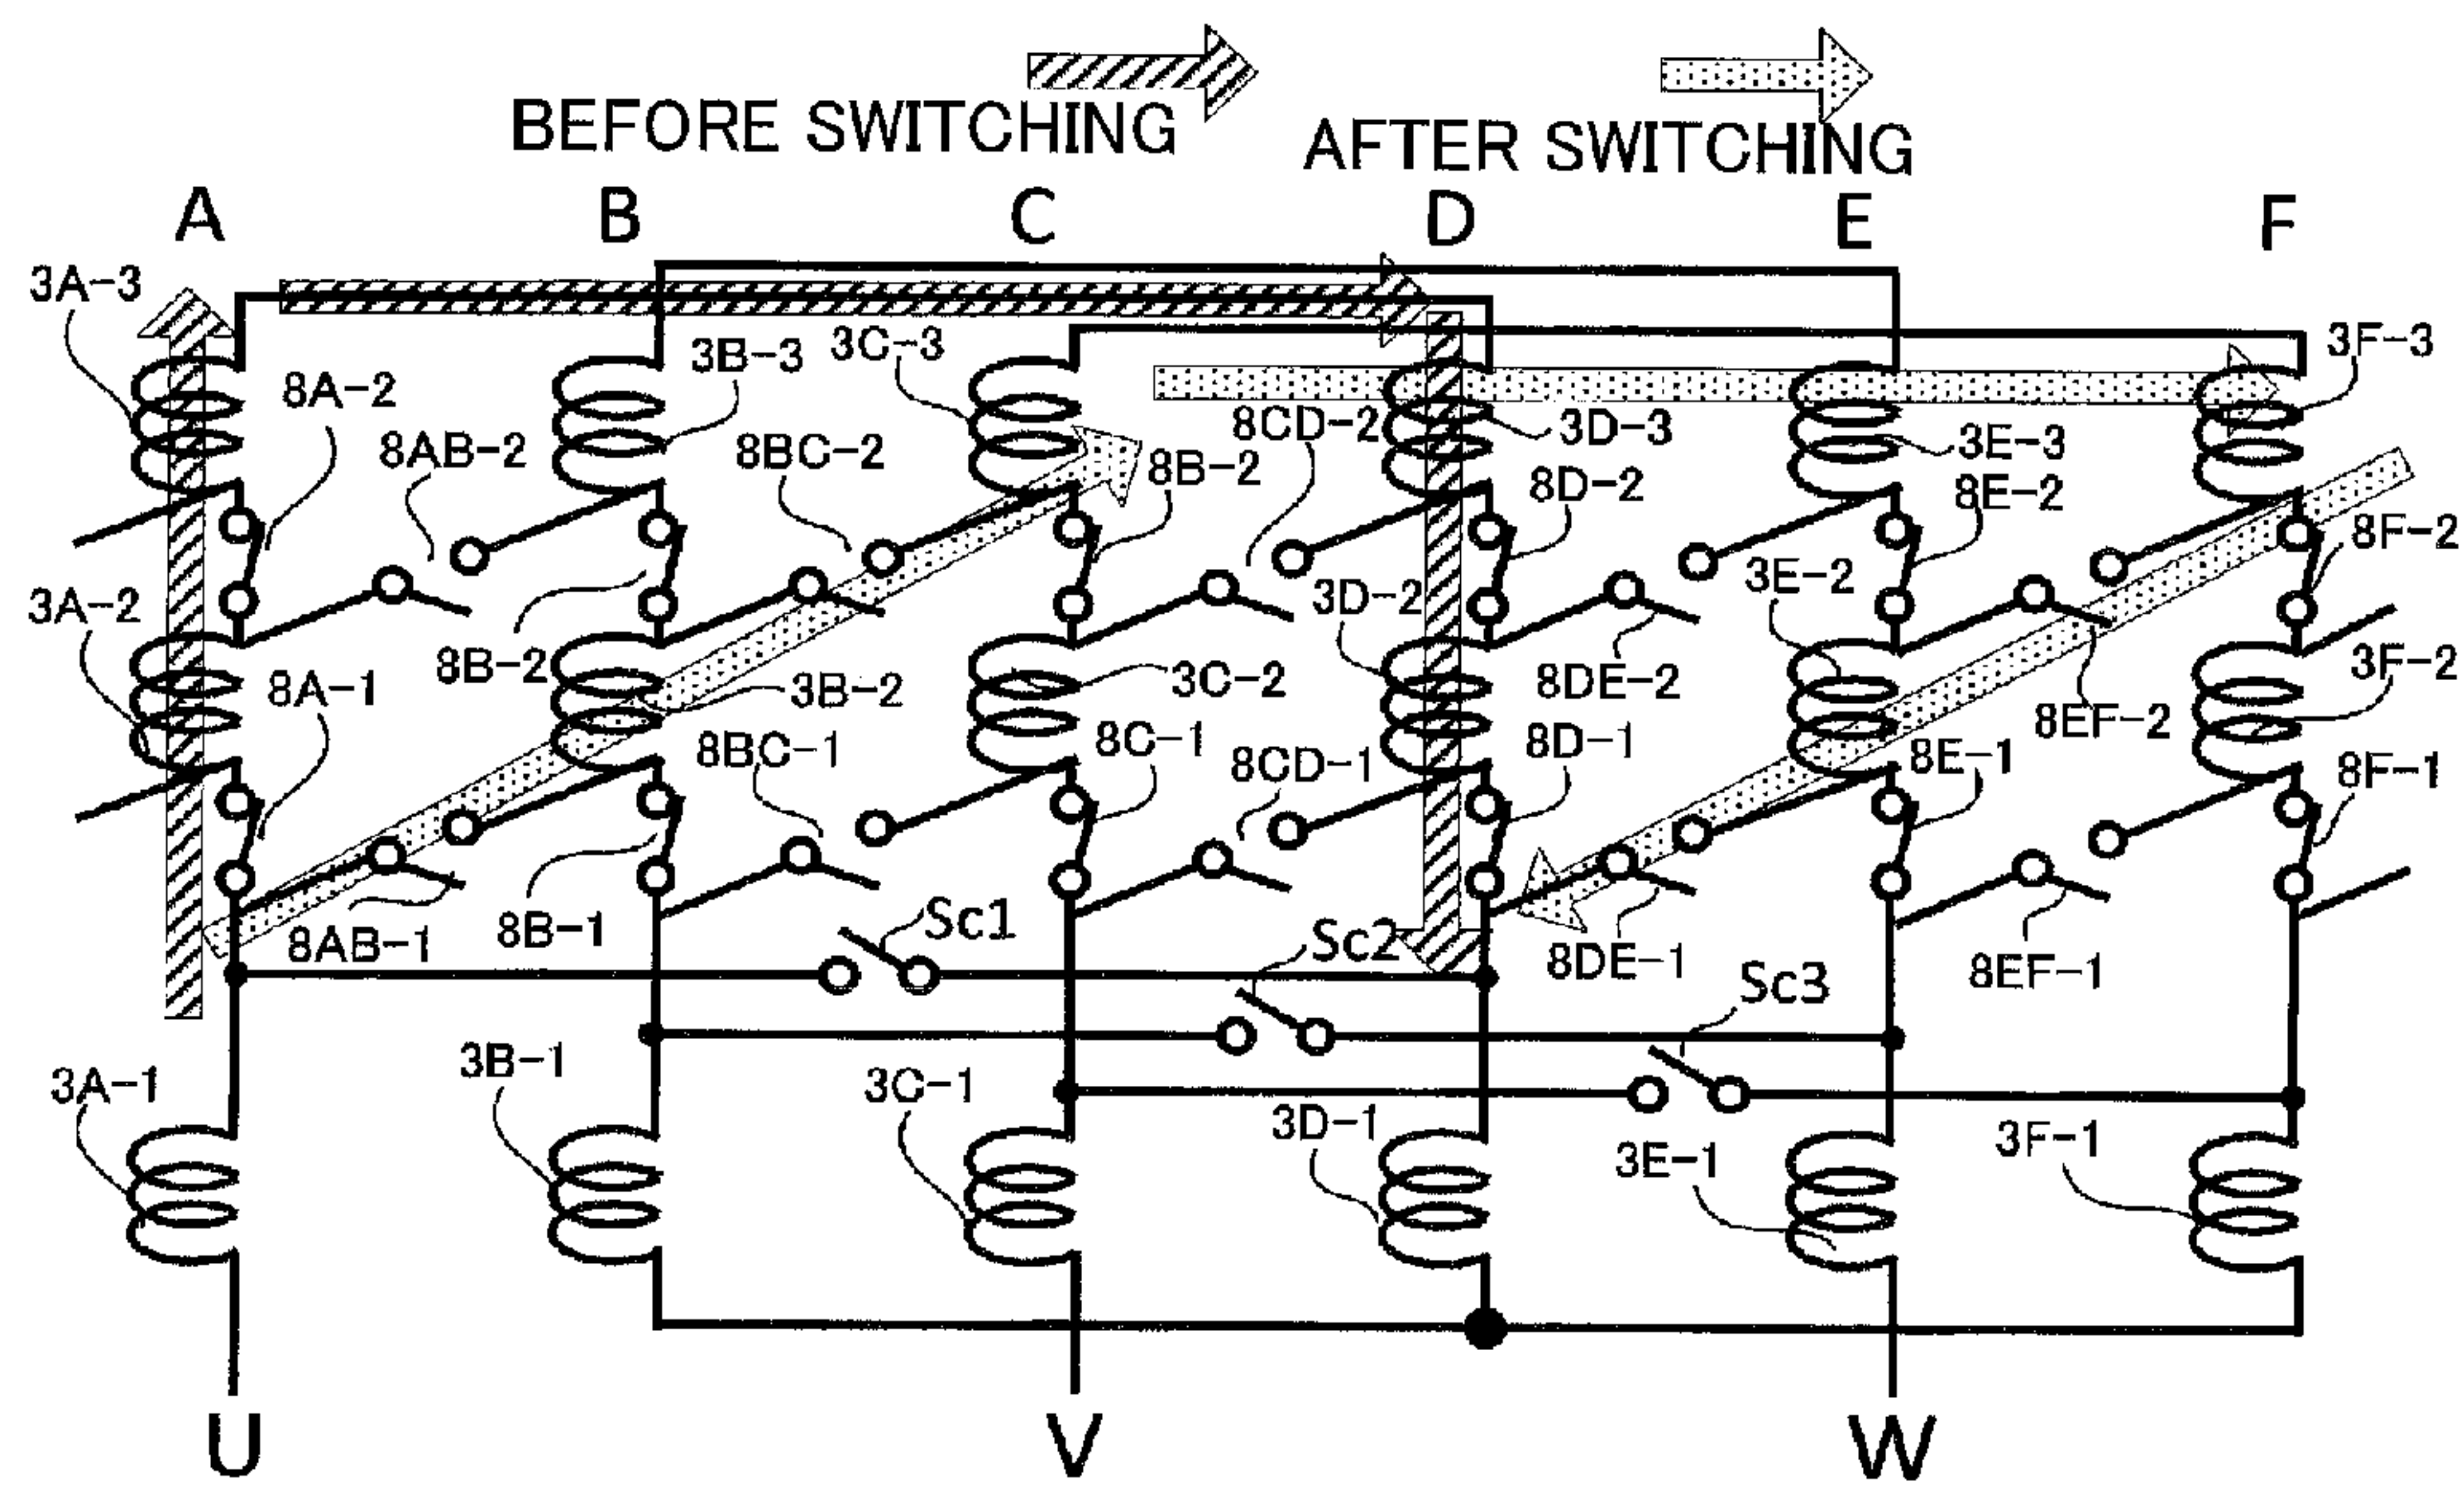 BEFORE SWITCHING
AFTER SWITCHING
A B C D E F
3A-3
3B-3
3C-3
3F-3
8A-2
8AB-2
8BC-2
8CD-2
8B-2
3D-3
3E-3
8D-2
8E-2
8F-2
3A-2
8B-2
3B-2
3C-2
3D-2
8DE-2
3E-2
8EF-2
3F-2
8A-1
8BC-1
8C-1
8CD-1
8D-1
8E-1
8F-1
8AB-1
8B-1
Sc1
Sc2
8DE-1
Sc3
8EF-1
3A-1
3B-1
3C-1
3D-1
3E-1
3F-1
U V W